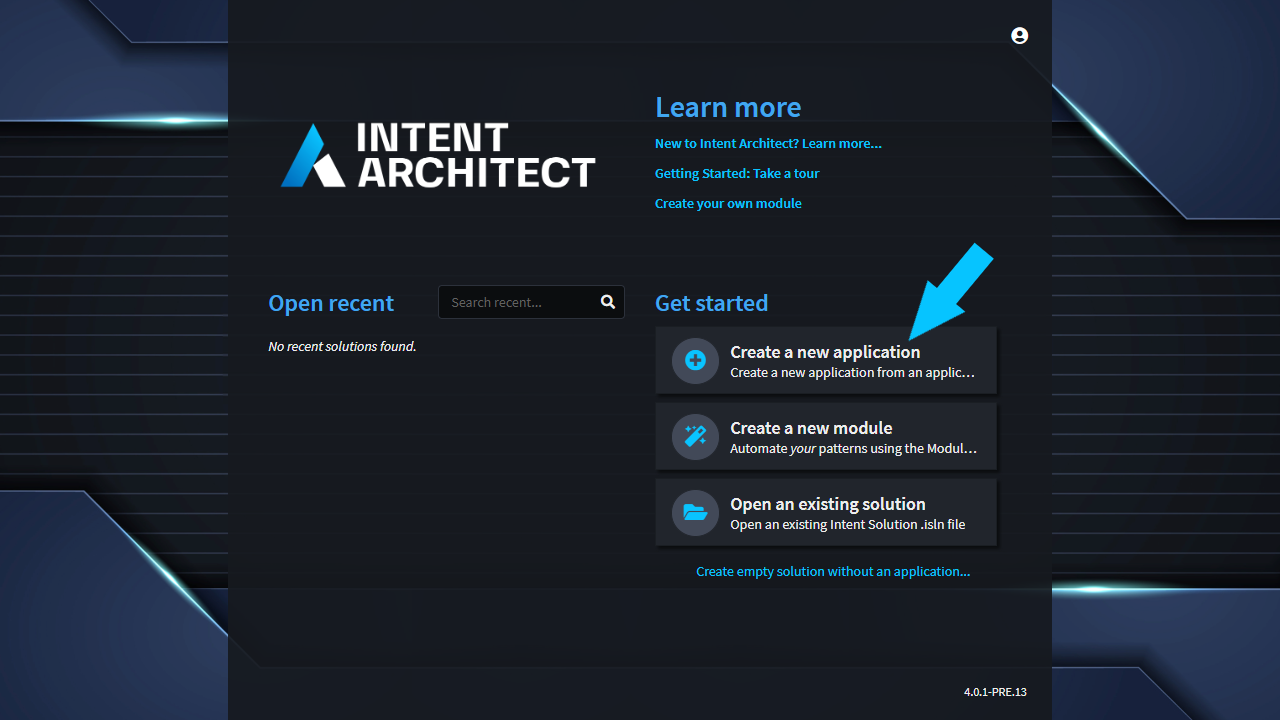 INTENT
ARCHITECT
Learn more
New to Intent Architect? Learn more...
Getting Started: Take a tour
Create your own module
Open recent
Search recent...
No recent solutions found.
Get started
Create a new application
Create a new application from an applic...
Create a new module
Automate your patterns using the Modul...
Open an existing solution
Open an existing Intent Solution .isln file
Create empty solution without an application...
4.0.1-PRE.13